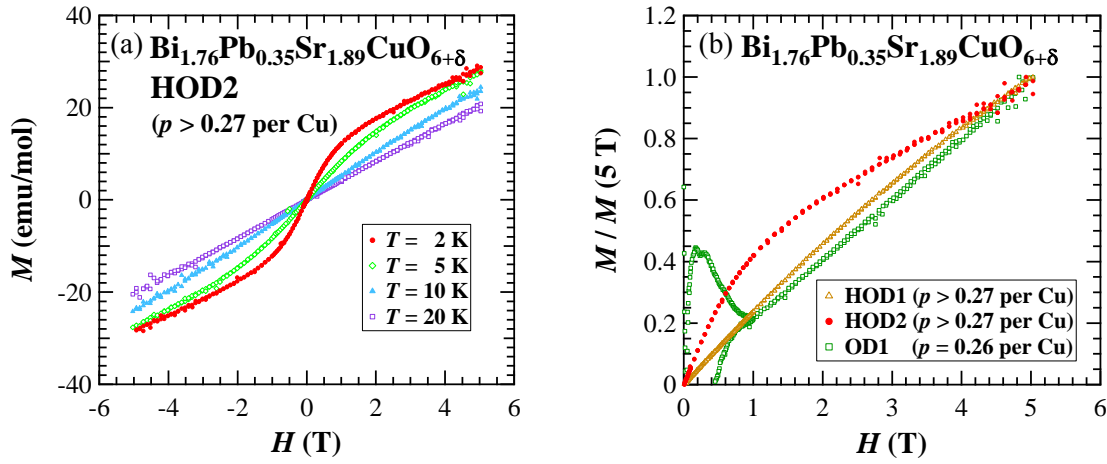 (a) Bi1.76Pb0.35Sr1.89CuO6+δ
HOD2
(p > 0.27 per Cu)
M (emu/mol)
40
20
0
-20
-40
T = 2 K
T = 5 K
T = 10 K
T = 20 K
-6 -4 -2 0 2 4 6
H (T)
(b) Bi1.76Pb0.35Sr1.89CuO6+δ
M / M (5 T)
1.2
1.0
0.8
0.6
0.4
0.2
0
HOD1 (p > 0.27 per Cu)
HOD2 (p > 0.27 per Cu)
OD1 (p = 0.26 per Cu)
0 1 2 3 4 5 6
H (T)